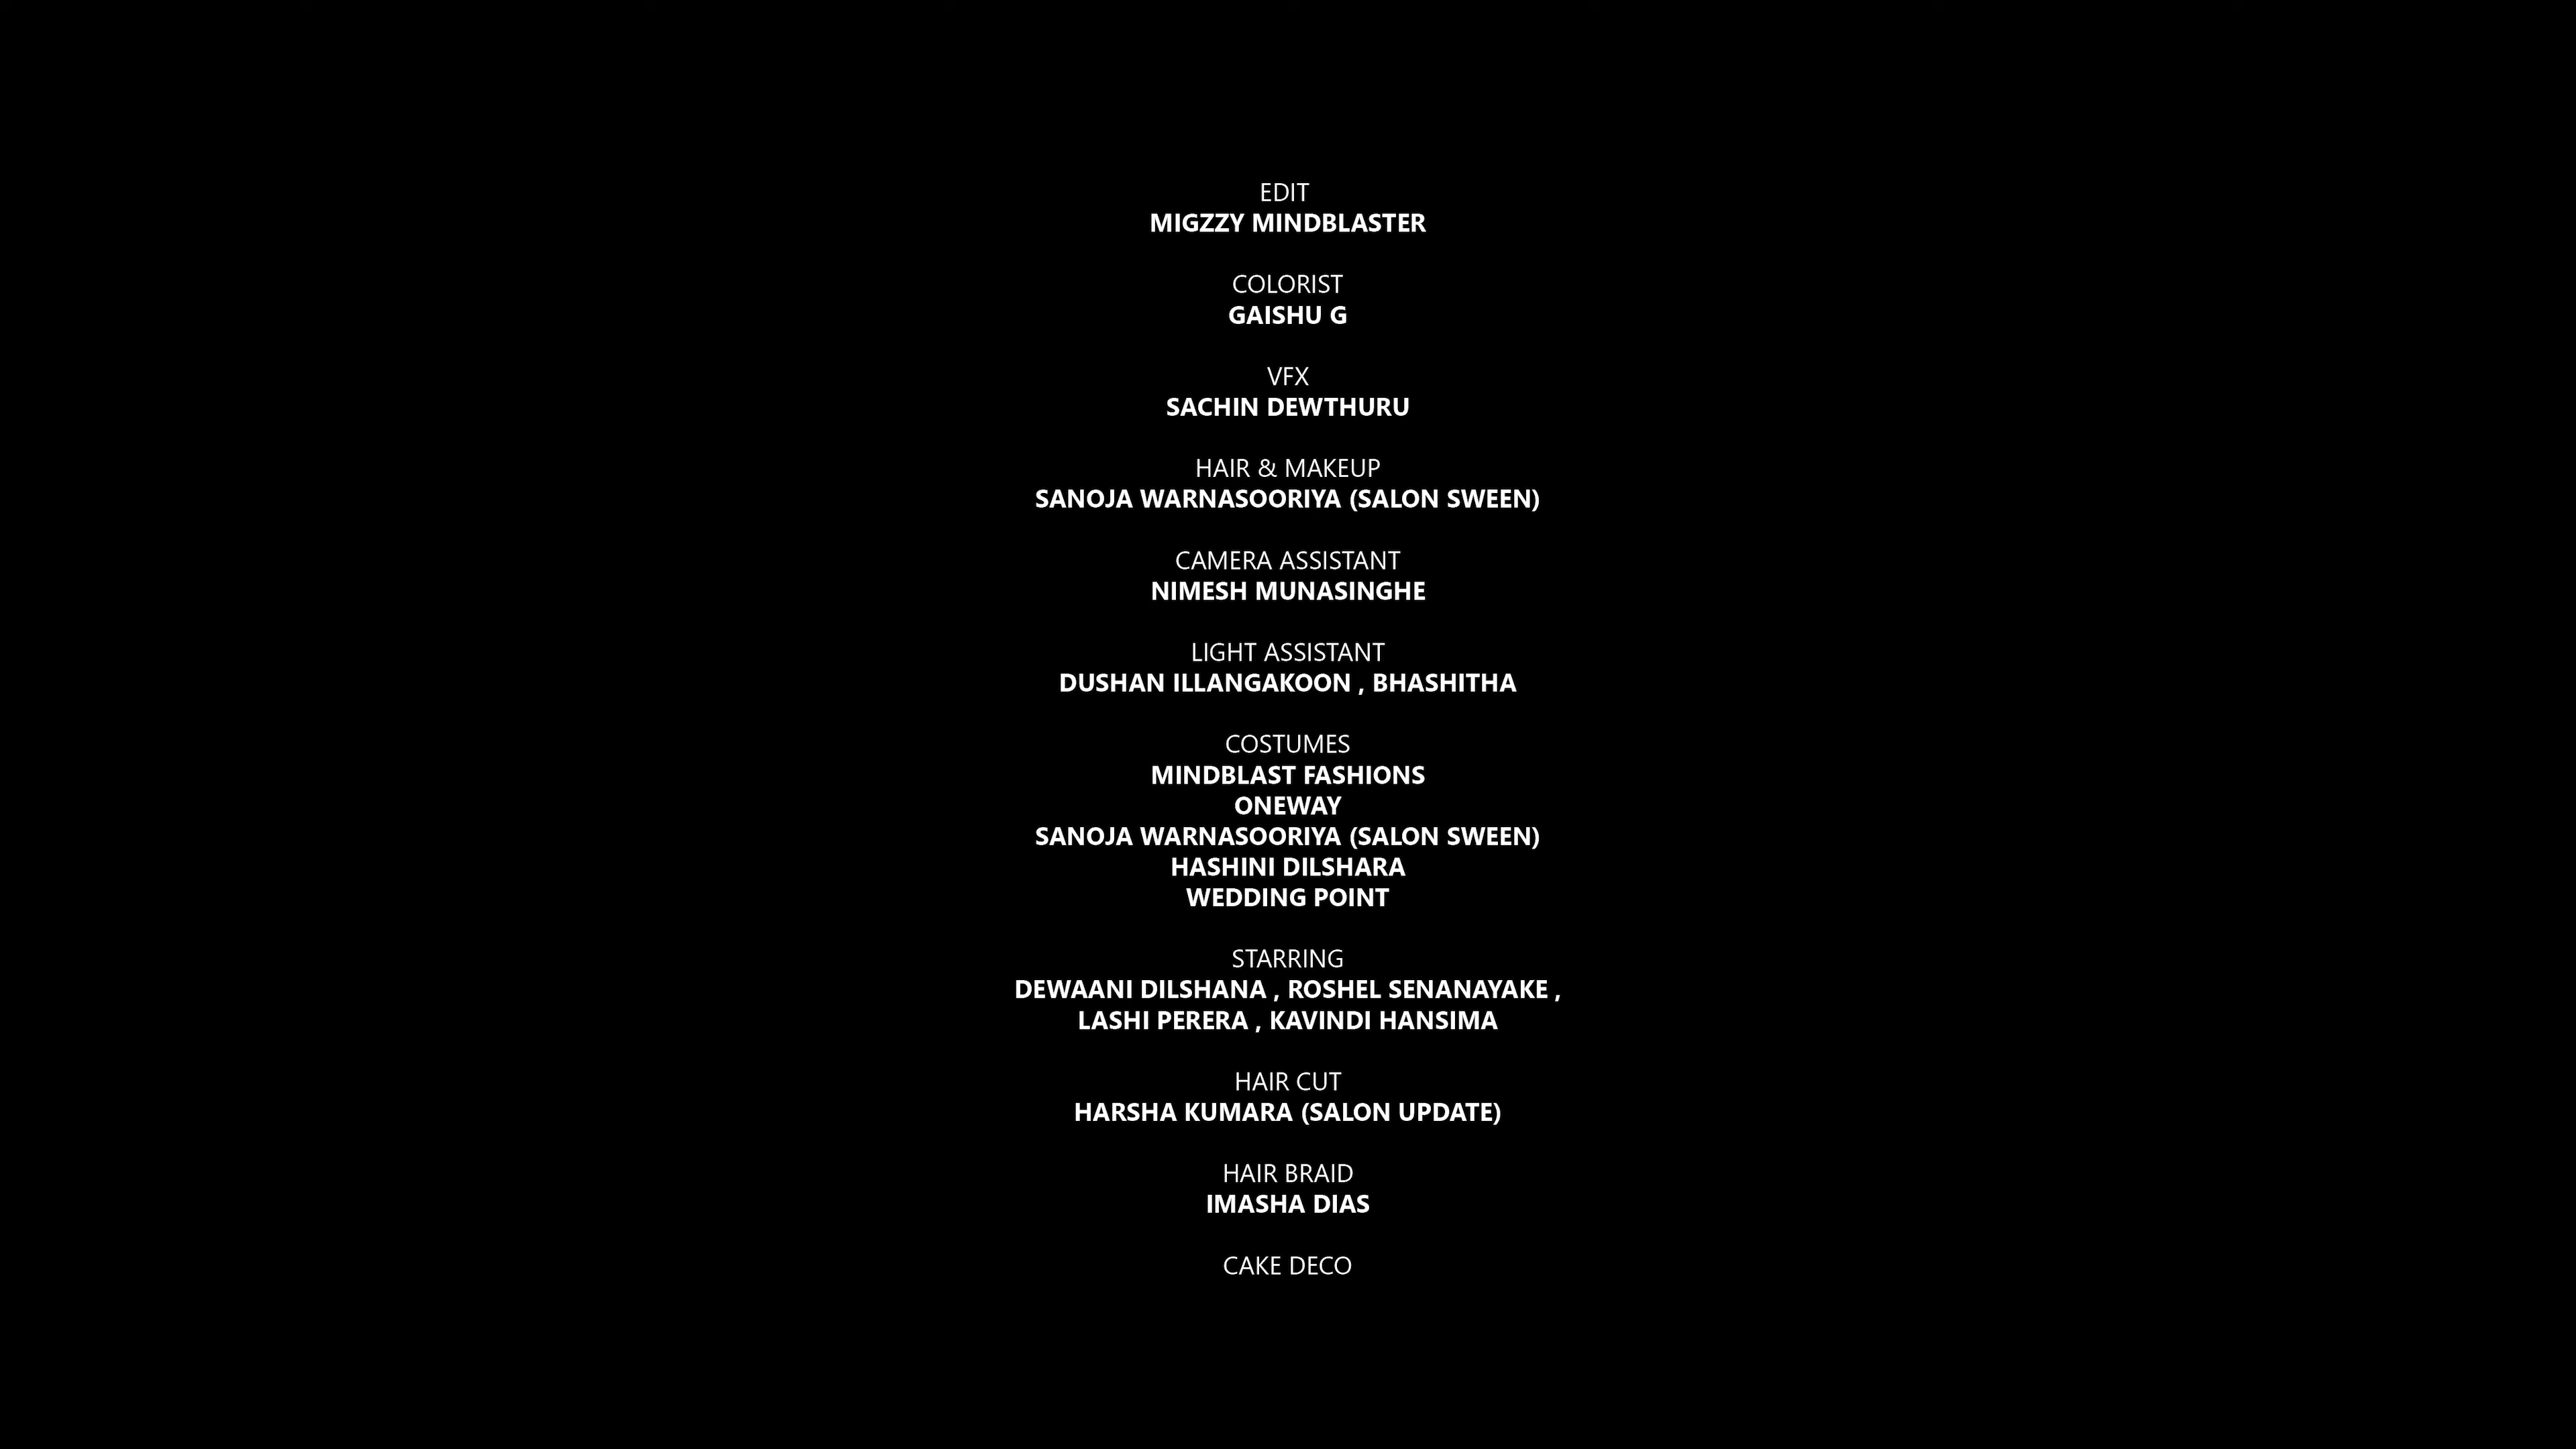 EDIT
MIGZZY MINDBLASTER
COLORIST
GAISHU G
VFX
SACHIN DEWTHURU
HAIR & MAKEUP
SANOJA WARNASOORIYA (SALON SWEEN)
CAMERA ASSISTANT
NIMESH MUNASINGHE
LIGHT ASSISTANT
DUSHAN ILLANGAKOON , BHASHITHA
COSTUMES
MINDBLAST FASHIONS
ONEWAY
SANOJA WARNASOORIYA (SALON SWEEN)
HASHINI DILSHARA
WEDDING POINT
STARRING
DEWAANI DILSHANA , ROSHEL SENANAYAKE ,
LASHI PERERA , KAVINDI HANSIMA
HAIR CUT
HARSHA KUMARA (SALON UPDATE)
HAIR BRAID
IMASHA DIAS
CAKE DECO